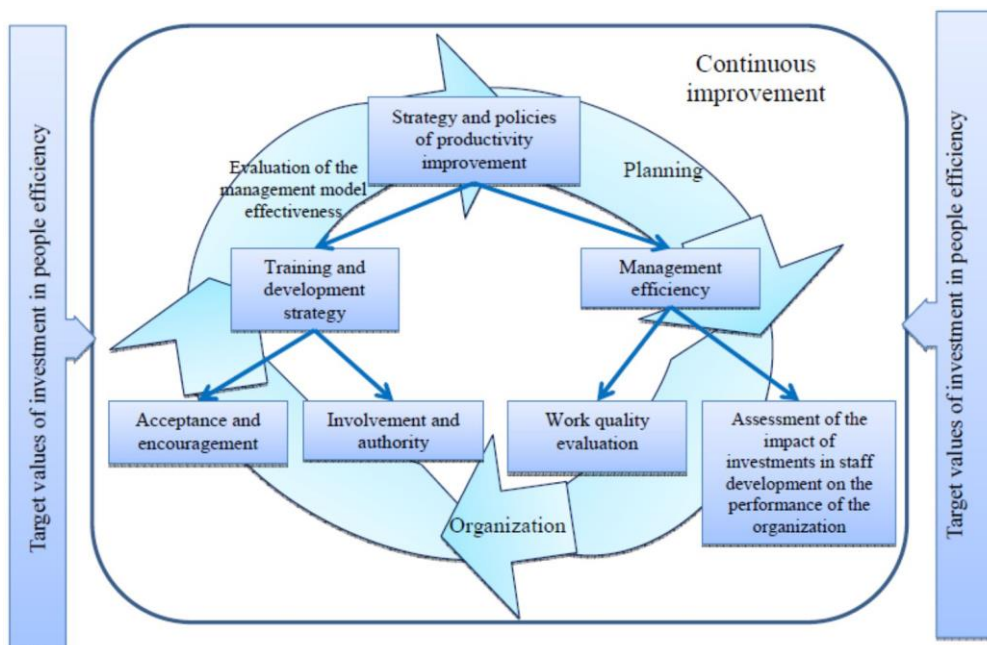 Target values of investment in people efficiency
Continuous
improvement
Strategy and policies
of productivity
improvement
Evaluation of the
management model
effectiveness
Planning
Training and
development
strategy
Management
efficiency
Acceptance and
encouragement
Involvement and
authority
Work quality
evaluation
Assessment of the
impact of
investments in staff
development on the
performance of the
organization
Organization
Target values of investment in people efficiency